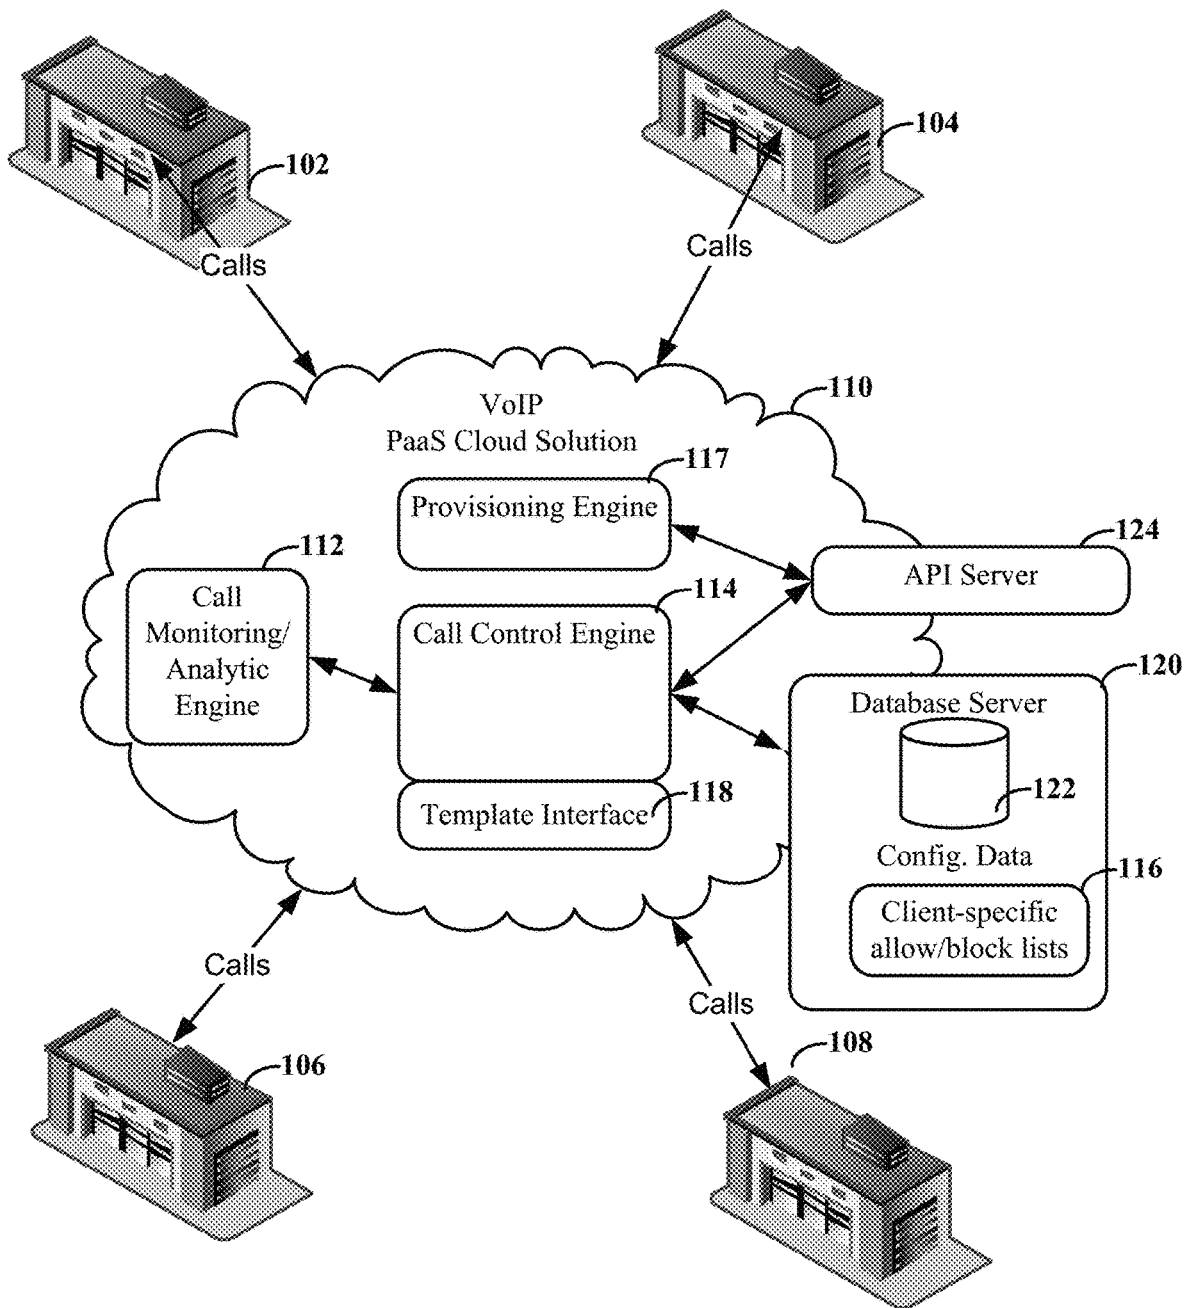 104
102
Calls
Calls
110
VoIP
PaaS Cloud Solution
117
Provisioning Engine
124
API Server
112
Call
Monitoring/
Analytic
Engine
114
Call Control Engine
120
Database Server
122
118
Template Interface
Config. Data
116
Client-specific
allow/block lists
Calls
Calls
108
106